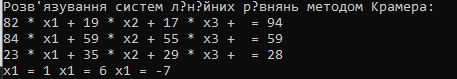 Розв'язування систем л?н?йних р?внянь методом Крамера:
82 * x1 + 19 * x2 + 17 * x3 +  = 94
84 * x1 + 59 * x2 + 55 * x3 +  = 59
23 * x1 + 35 * x2 + 29 * x3 +  = 28
x1 = 1 x1 = 6 x1 = -7